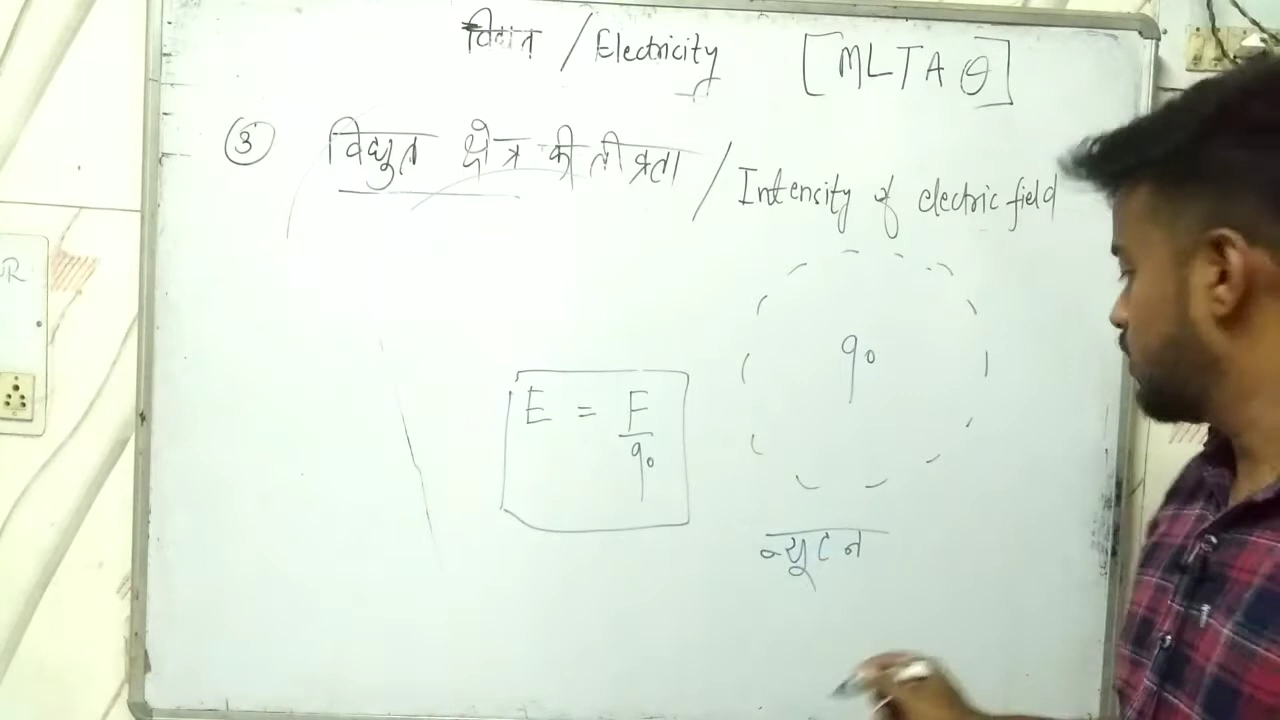 विद्युत / Electricity [MLTAθ]
③ विद्युत क्षेत्र की तीव्रता / Intensity of electric field
q₀
E = F
q₀
न्यूटन